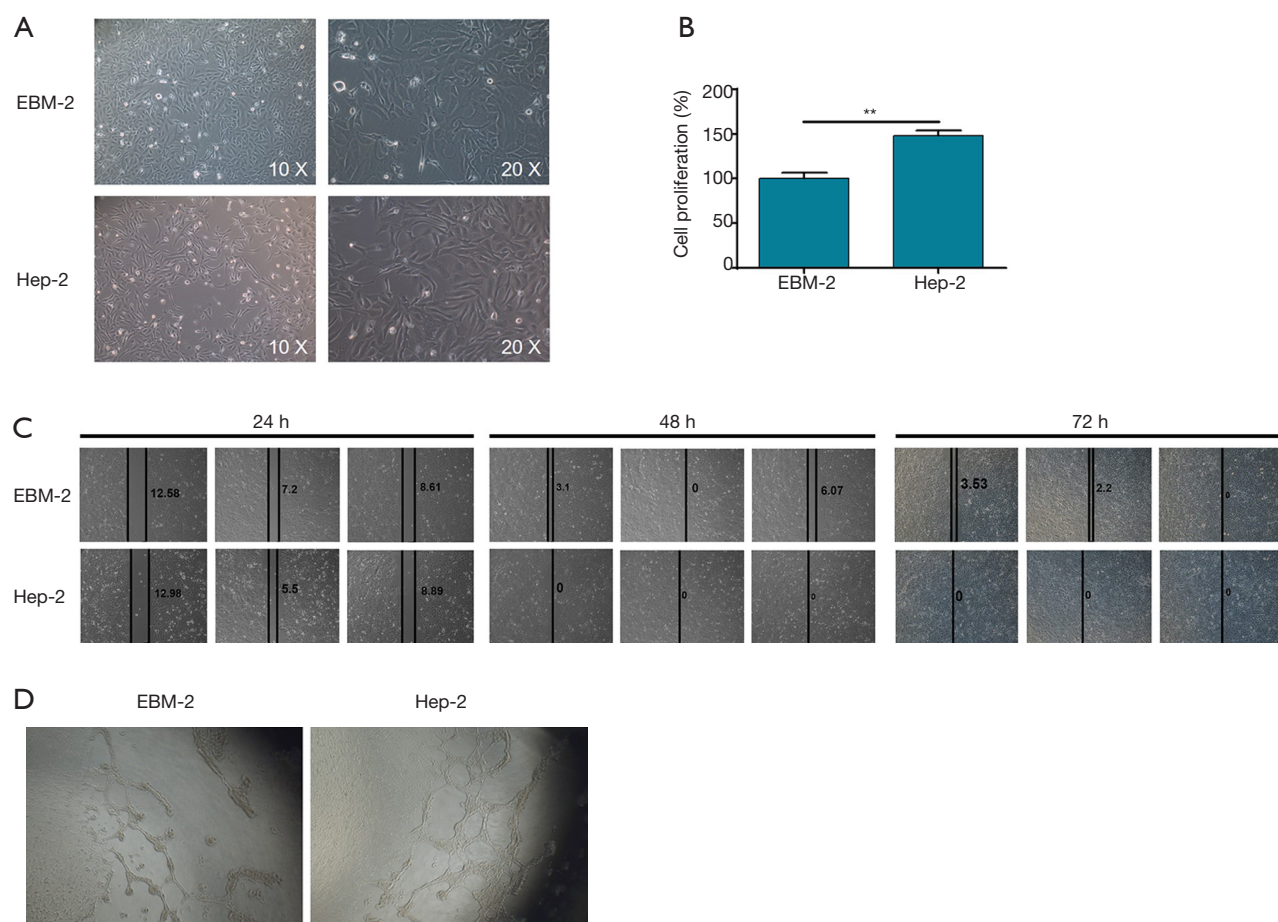 A
EBM-2
10 X
20 X
Hep-2
10 X
20 X
B
Cell proliferation (%)
200
150
100
50
0
**
EBM-2
Hep-2
C
24 h
48 h
72 h
EBM-2
12.58
7.2
8.61
3.1
0
6.07
3.53
2.2
0
Hep-2
12.98
5.5
8.89
0
0
0
0
0
0
D
EBM-2
Hep-2